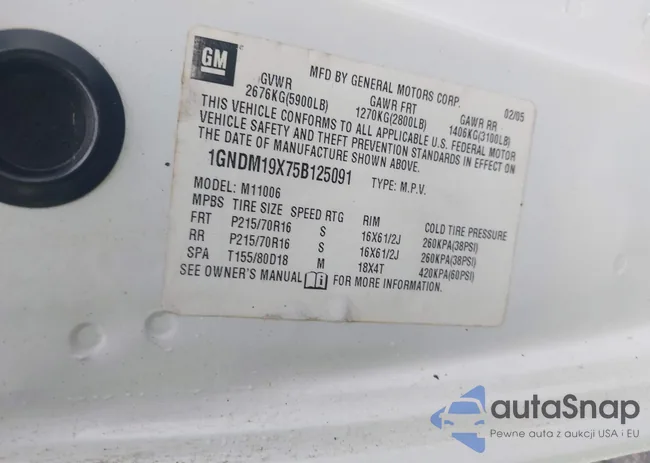 GM
MFD BY GENERAL MOTORS CORP.
02/05
GVWR GAWR FRT GAWR RR
2676KG(5900LB) 1270KG(2800LB) 1406KG(3100LB)
THIS VEHICLE CONFORMS TO ALL APPLICABLE U.S. FEDERAL MOTOR
VEHICLE SAFETY AND THEFT PREVENTION STANDARDS IN EFFECT ON
THE DATE OF MANUFACTURE SHOWN ABOVE.
1GNDM19X75B125091 TYPE: M.P.V.
MODEL: M11006
MPBS TIRE SIZE SPEED RTG RIM COLD TIRE PRESSURE
FRT P215/70R16 S 16X61/2J 260KPA(38PSI)
RR P215/70R16 S 16X61/2J 260KPA(38PSI)
SPA T155/80D18 M 18X4T 420KPA(60PSI)
SEE OWNER'S MANUAL FOR MORE INFORMATION.
autaSnap
Pewne auta z aukcji USA i EU